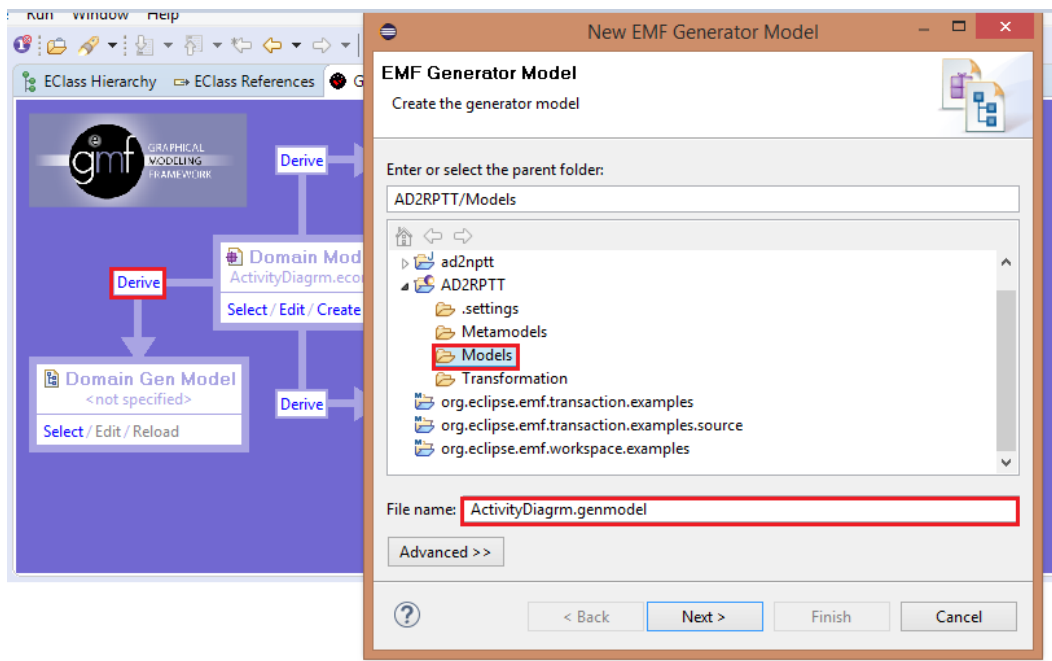 Run Window Help
EClass Hierarchy EClass References G
gmf GRAPHICAL
MODELING
FRAMEWORK
Derive
Domain Mod
ActivityDiagrm.eco
Select / Edit / Create
Derive
Domain Gen Model
<not specified>
Select / Edit / Reload
Derive
New EMF Generator Model
EMF Generator Model
Create the generator model
Enter or select the parent folder:
AD2RPTT/Models
ad2nptt
AD2RPTT
.settings
Metamodels
Models
Transformation
org.eclipse.emf.transaction.examples
org.eclipse.emf.transaction.examples.source
org.eclipse.emf.workspace.examples
File name: ActivityDiagrm.genmodel
Advanced >>
< Back Next > Finish Cancel